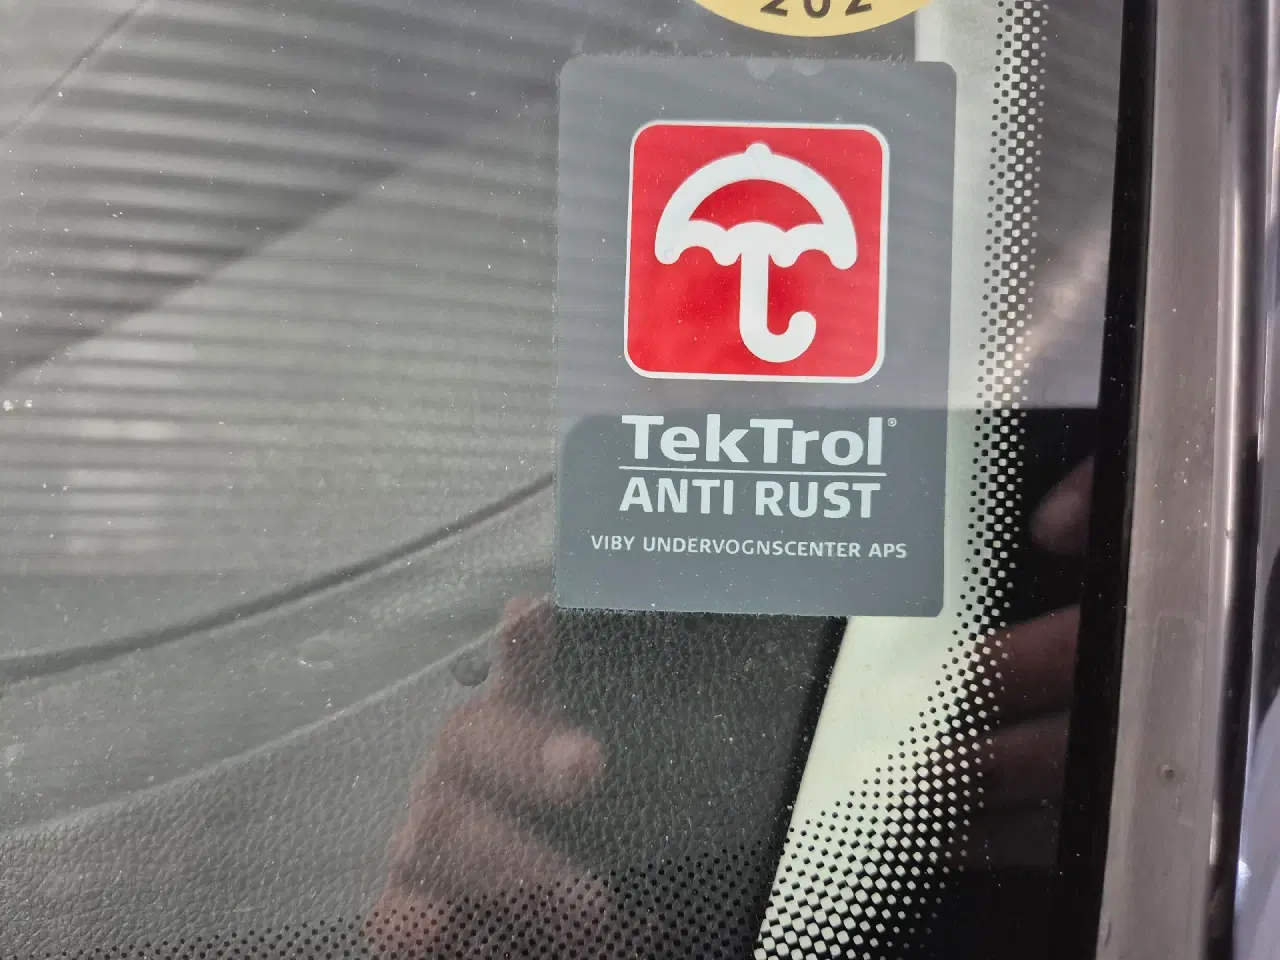 202
TekTrol®
ANTI RUST
VIBY UNDERVOGNSCENTER APS